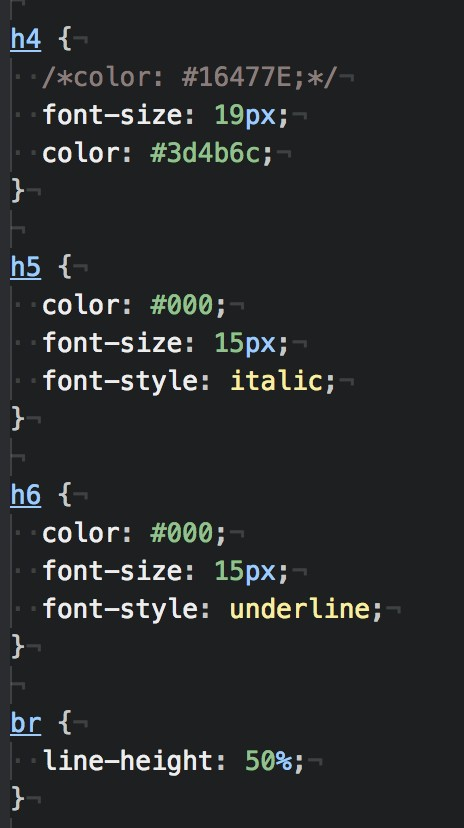 h4 {
/*color: #16477E;*/
font-size: 19px;
color: #3d4b6c;
}
h5 {
color: #000;
font-size: 15px;
font-style: italic;
}
h6 {
color: #000;
font-size: 15px;
font-style: underline;
}
br {
line-height: 50%;
}